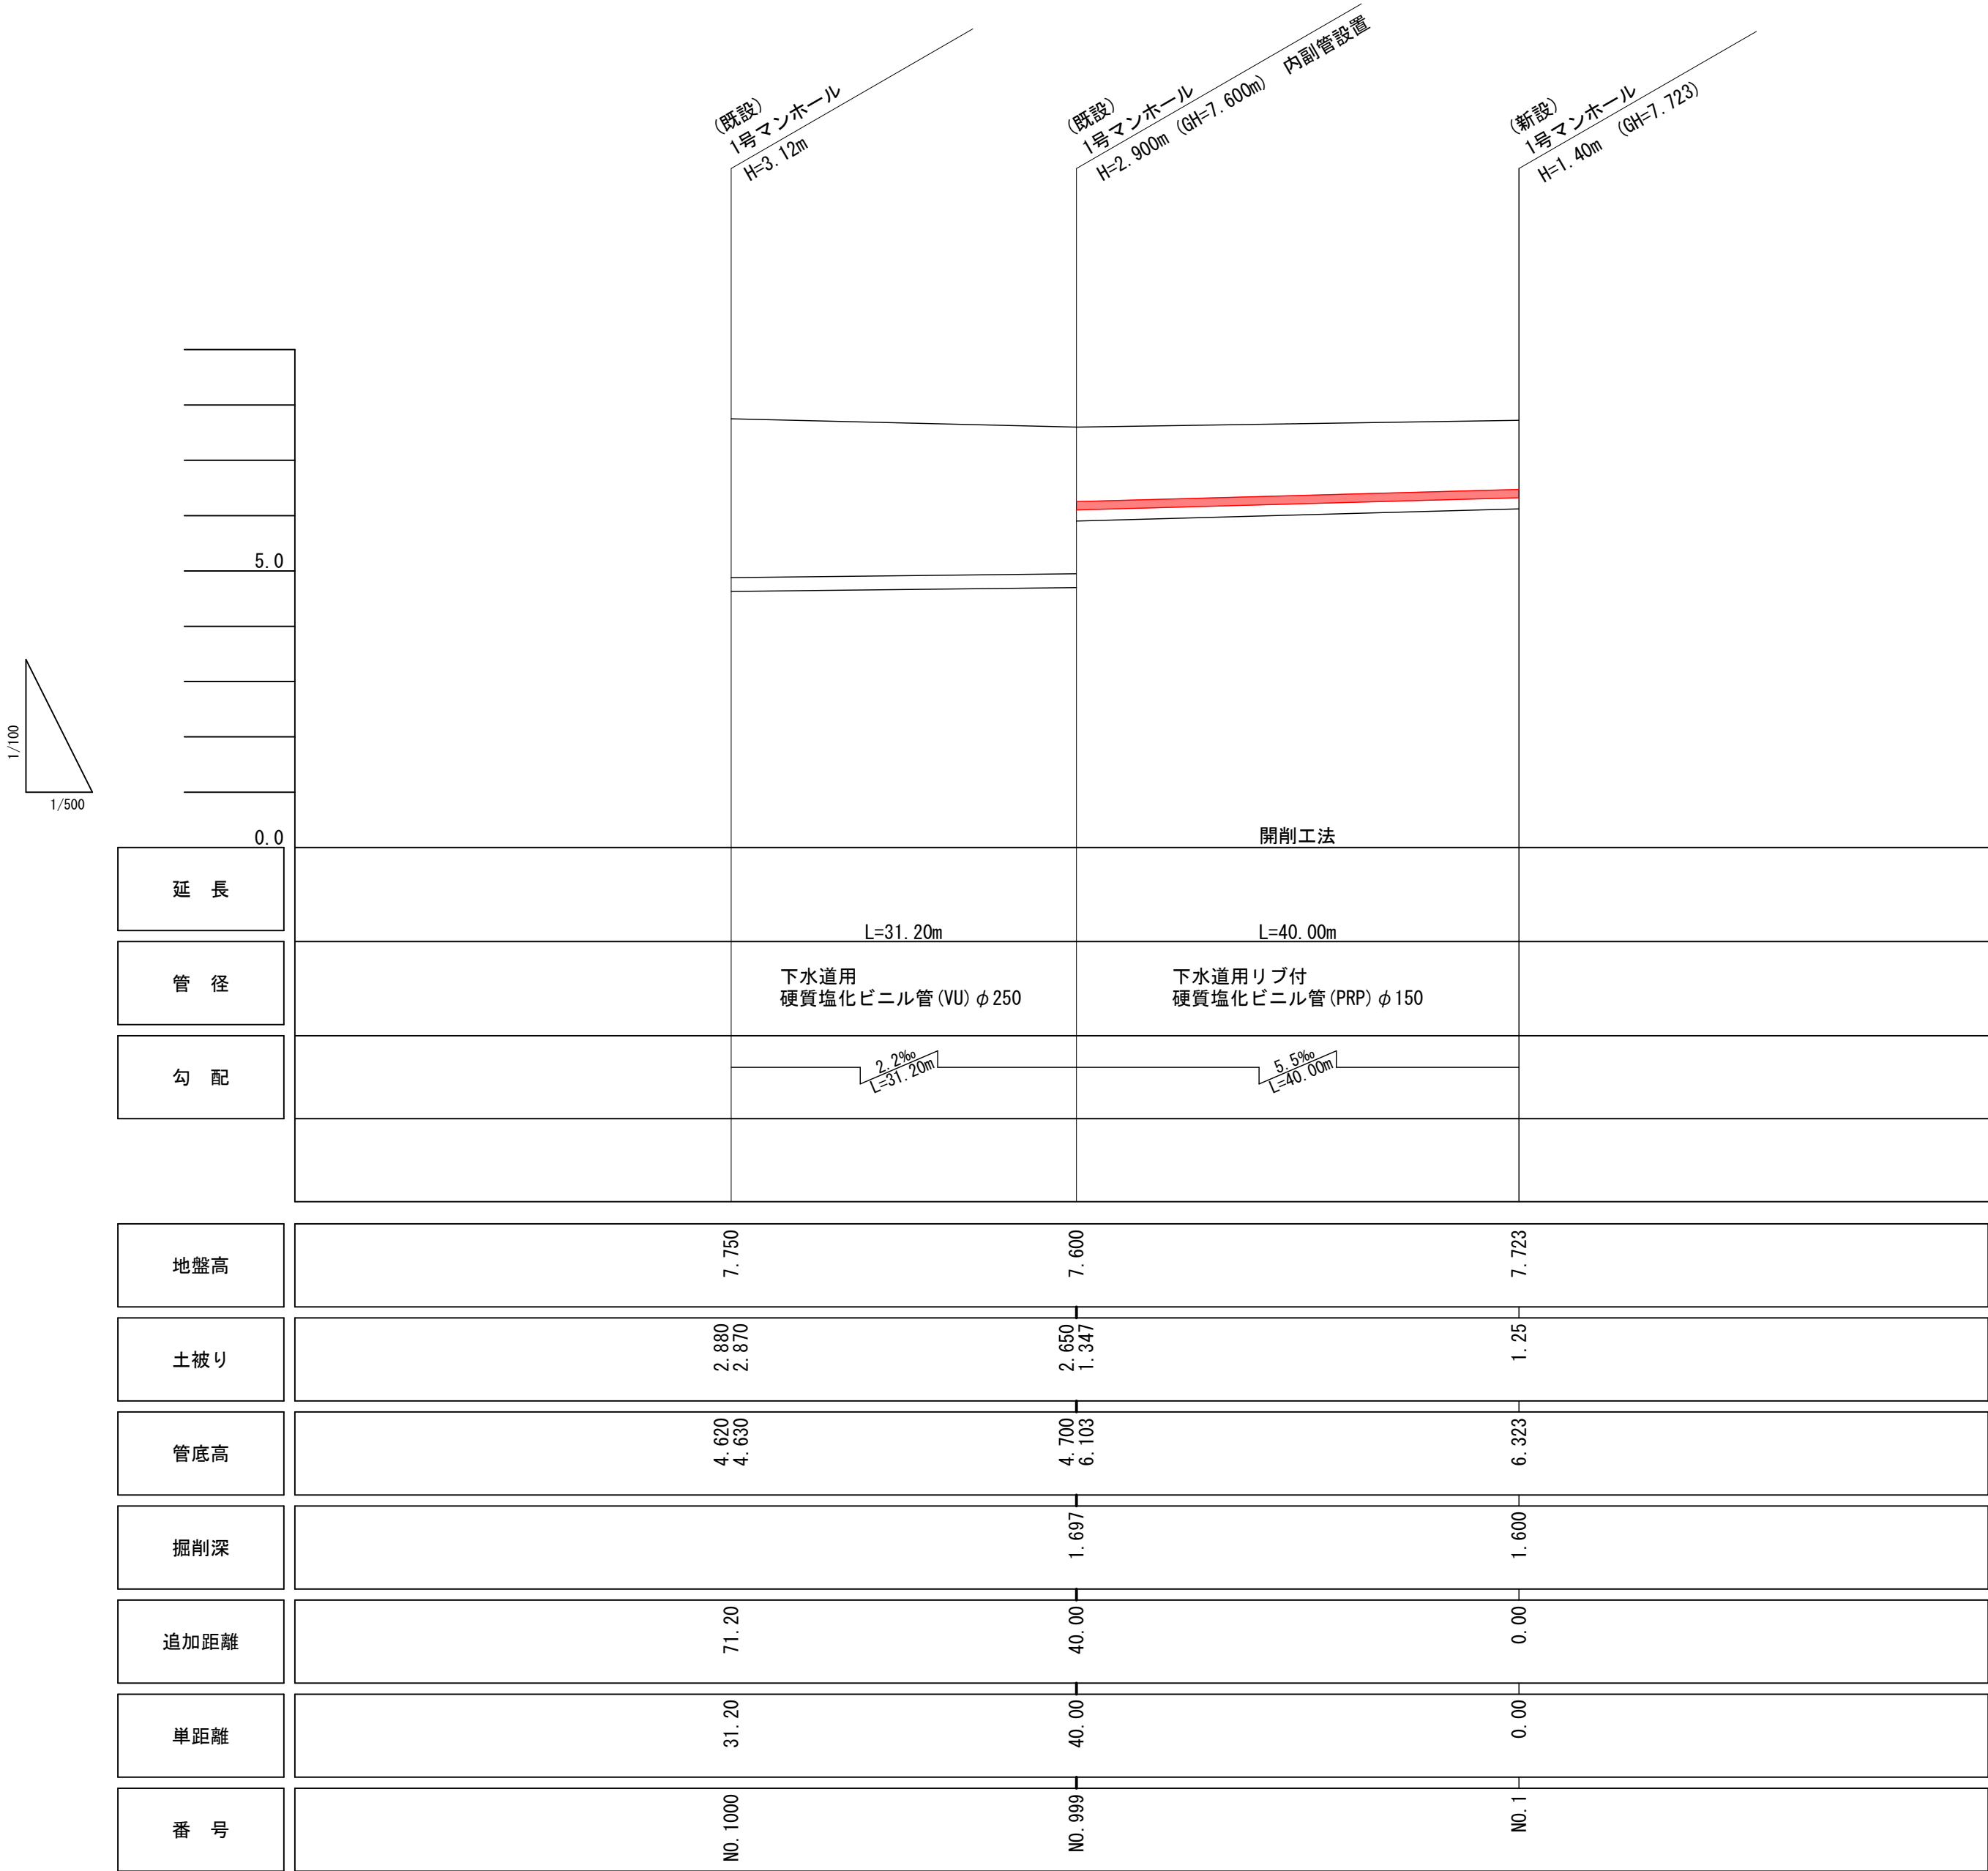 (既設)
1号マンホール
H=3.12m
(既設)
1号マンホール
H=2.900m (GH=7.600m) 内副管設置
(新設)
1号マンホール
H=1.40m (GH=7.723)
5.0
1/100
1/500
0.0
開削工法
延 長
L=31.20m
L=40.00m
管 径
下水道用
硬質塩化ビニル管(VU)φ250
下水道用リブ付
硬質塩化ビニル管(PRP)φ150
勾 配
2.2‰
L=31.20m
5.5‰
L=40.00m
地盤高
7.750
7.600
7.723
土被り
2.880
2.870
2.650
1.347
1.25
管底高
4.620
4.630
4.700
6.103
6.323
掘削深
1.697
1.600
追加距離
71.20
40.00
0.00
単距離
31.20
40.00
0.00
番 号
NO.1000
NO.999
NO.1